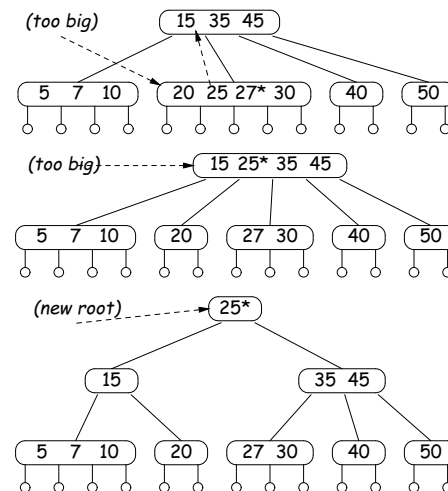 (too big) 15 35 45
5 7 10 20 25 27* 30 40 50
(too big) 15 25* 35 45
5 7 10 20 27 30 40 50
(new root) 25*
15 35 45
5 7 10 20 27 30 40 50